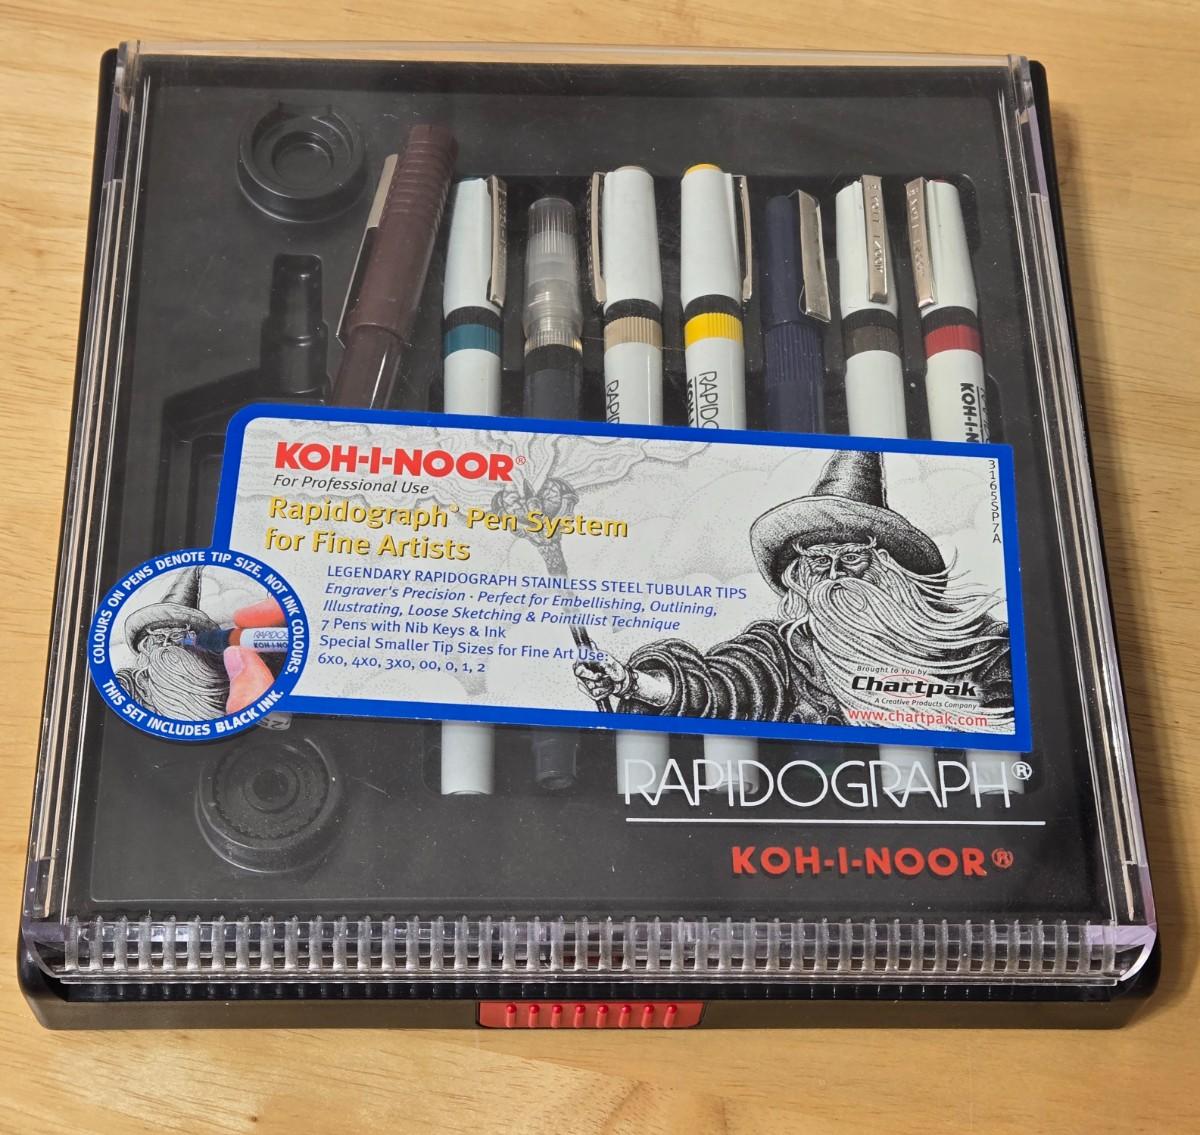 RAPID
RAPIDO
KOH-I-N
KOH-I-NOOR®
For Professional Use
Rapidograph® Pen System
for Fine Artists
LEGENDARY RAPIDOGRAPH STAINLESS STEEL TUBULAR TIPS
Engraver's Precision · Perfect for Embellishing, Outlining,
Illustrating, Loose Sketching & Pointillist Technique
7 Pens with Nib Keys & Ink
Special Smaller Tip Sizes for Fine Art Use:
6x0, 4x0, 3x0, 00, 0, 1, 2
3165SP7A
COLOURS ON PENS DENOTE TIP SIZE, NOT INK COLOURS.
THIS SET INCLUDES BLACK INK.
Brought to You by
Chartpak
A Creative Products Company
www.chartpak.com
RAPIDOGRAPH®
KOH-I-NOOR®